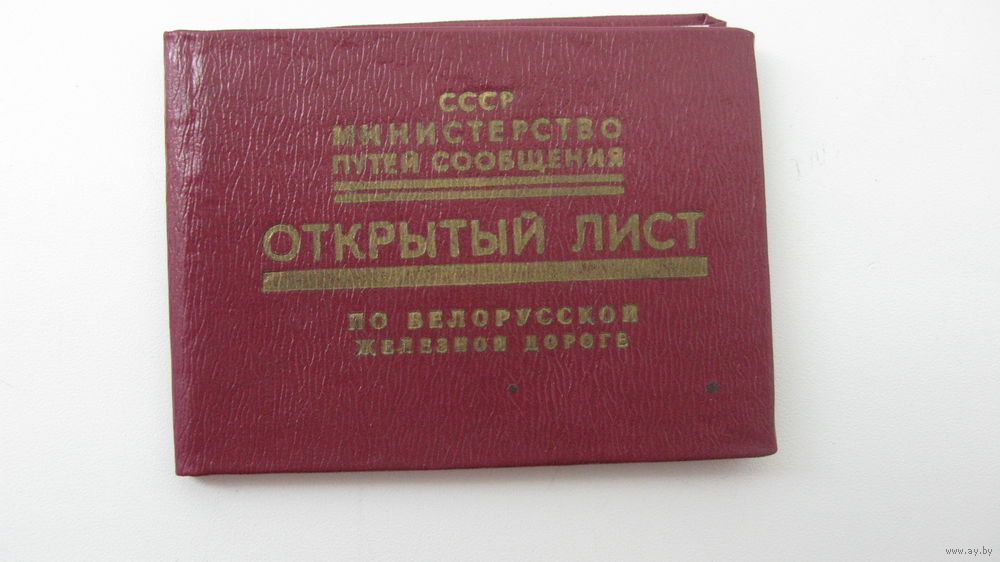 СССР
МИНИСТЕРСТВО
ПУТЕЙ СООБЩЕНИЯ
ОТКРЫТЫЙ ЛИСТ
ПО БЕЛОРУССКОЙ
ЖЕЛЕЗНОЙ ДОРОГЕ
www.ay.by